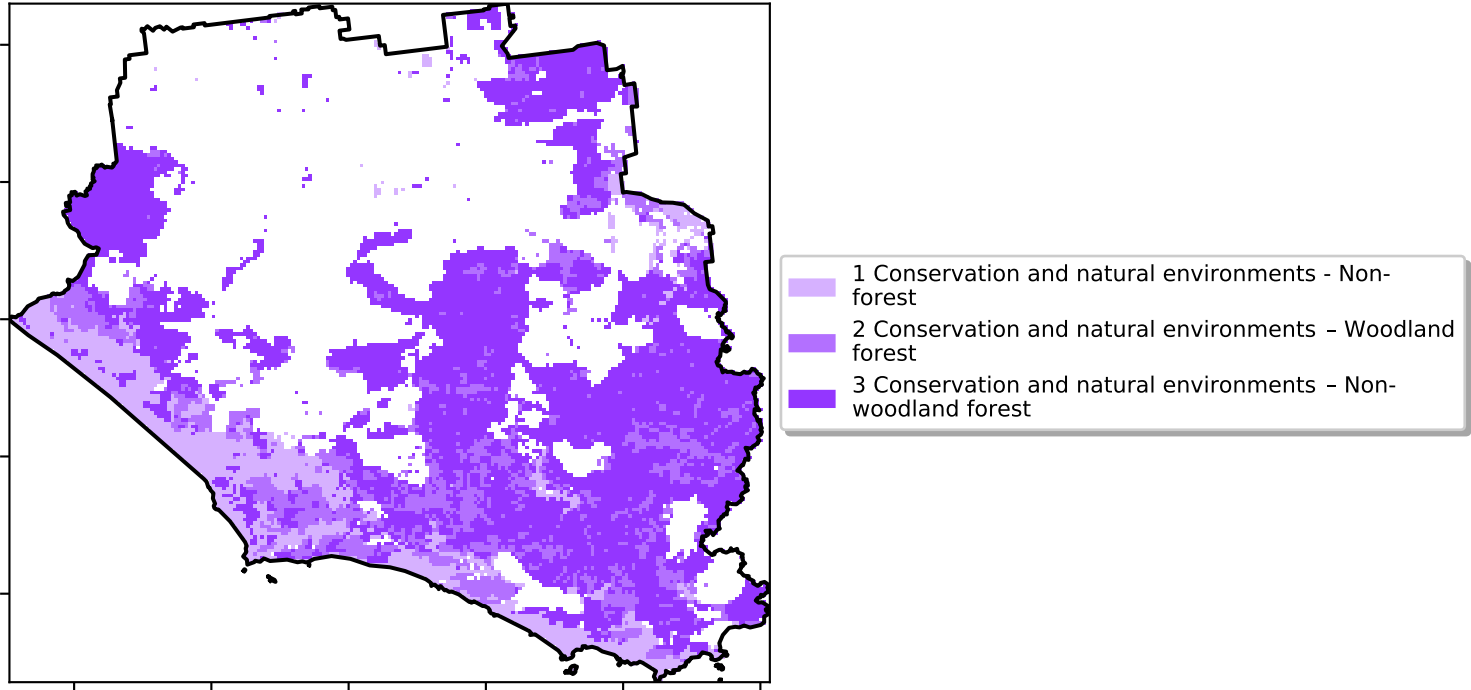 1 Conservation and natural environments - Non-
forest
2 Conservation and natural environments – Woodland
forest
3 Conservation and natural environments – Non-
woodland forest